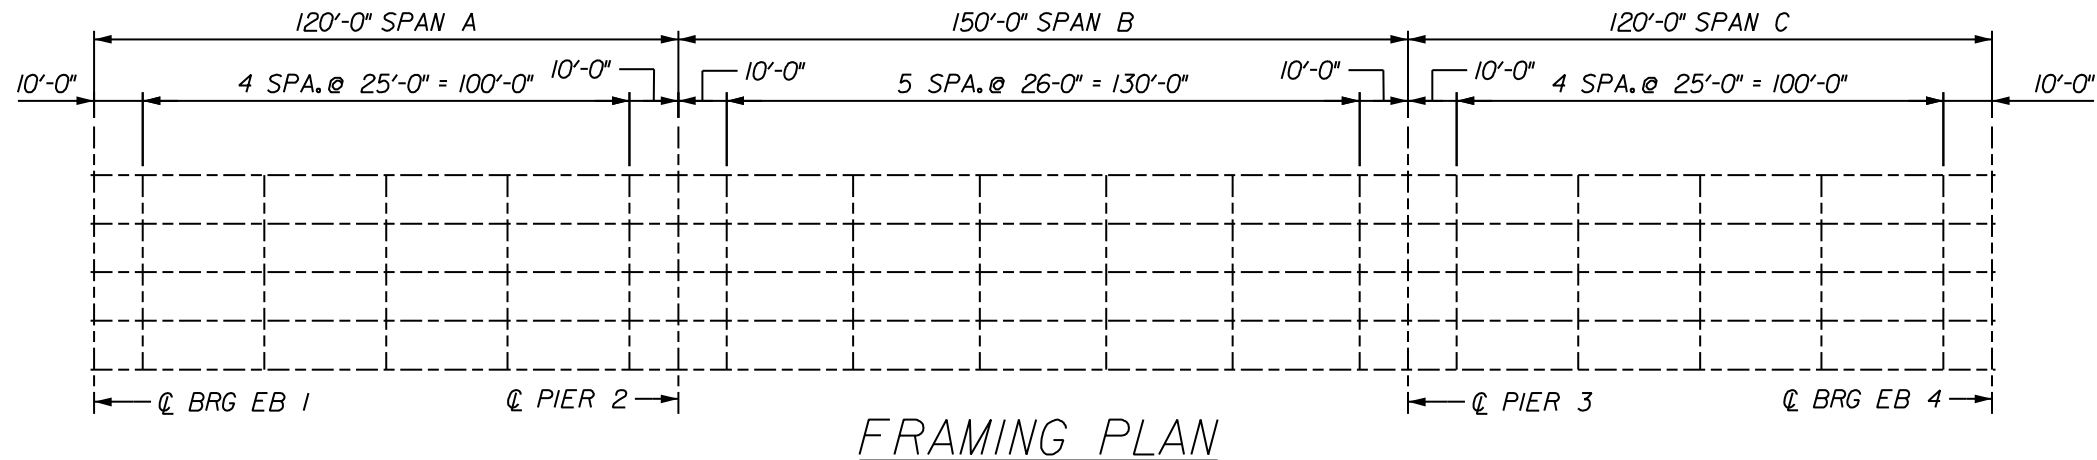 120'-0" SPAN A
150'-0" SPAN B
120'-0" SPAN C
10'-0"
4 SPA. @ 25'-0" = 100'-0"
10'-0"
10'-0"
5 SPA. @ 26-0" = 130'-0"
10'-0"
10'-0"
4 SPA. @ 25'-0" = 100'-0"
10'-0"
℄ BRG EB 1
℄ PIER 2
℄ PIER 3
℄ BRG EB 4
FRAMING PLAN